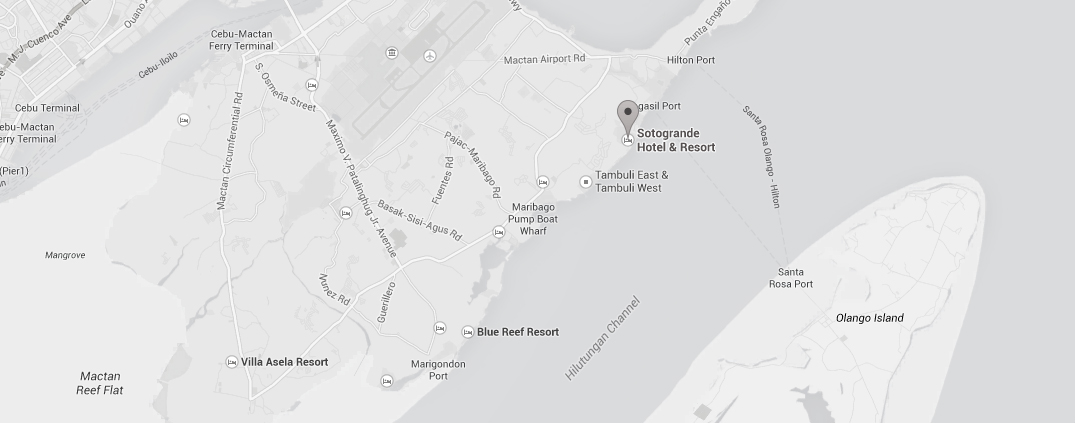 M. J. Cuenco Ave
Ouano
Hwy
Cebu-Mactan
Ferry Terminal
Cebu-Iloilo
Punta Engaño
Mactan Airport Rd
Hilton Port
S. Osmeña Street
Cebu Terminal
ebu-Mactan
erry Terminal
(Pier1)
Mactan Circumferential Rd
Maximo V. Patalinghug Jr. Avenue
Pajac-Maribago Rd
Fuentes Rd
gasil Port
Sotogrande
Hotel & Resort
Santa Rosa Olango - Hilton
Tambuli East &
Tambuli West
Basak-Sisi-Agus Rd
Maribago
Pump Boat
Wharf
Mangrove
Nunez Rd
Guerillero
Santa
Rosa Port
Olango Island
Blue Reef Resort
Hilutungan Channel
Villa Asela Resort
Marigondon
Port
Mactan
Reef Flat